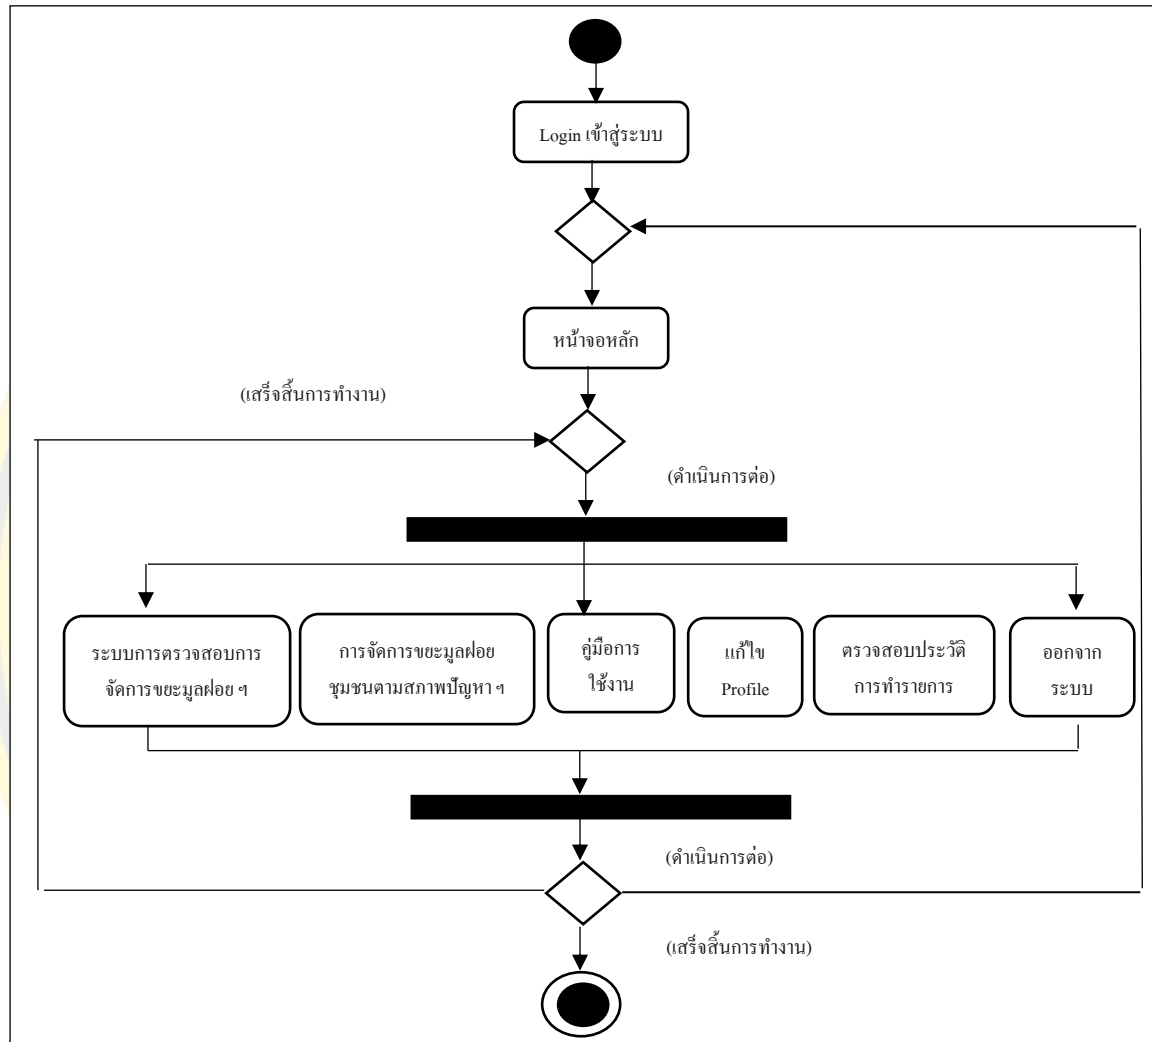 Login เข้าสู่ระบบ
หน้าจอหลัก
(เสร็จสิ้นการทำงาน)
(ดำเนินการต่อ)
ระบบการตรวจสอบการ
จัดการขยะมูลฝอย ฯ
การจัดการขยะมูลฝอย
ชุมชนตามสภาพปัญหา ฯ
คู่มือการ
ใช้งาน
แก้ไข
Profile
ตรวจสอบประวัติ
การทำรายการ
ออกจาก
ระบบ
(ดำเนินการต่อ)
(เสร็จสิ้นการทำงาน)